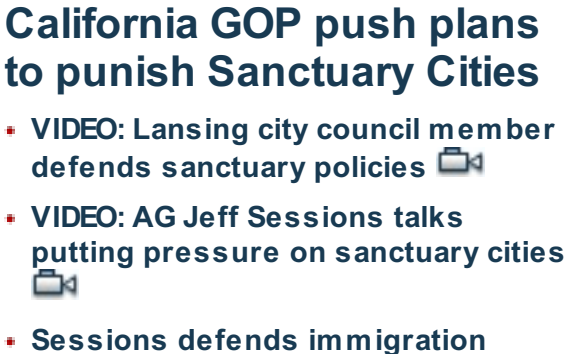 California GOP push plans
to punish Sanctuary Cities
VIDEO: Lansing city council member
defends sanctuary policies
VIDEO: AG Jeff Sessions talks
putting pressure on sanctuary cities
Sessions defends immigration